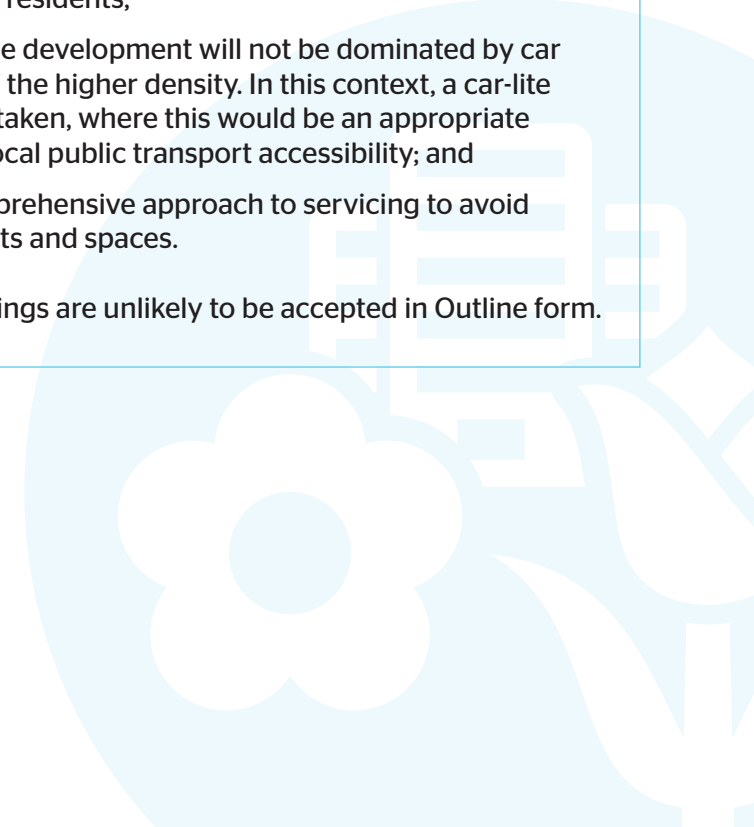 residents;
e development will not be dominated by car
the higher density. In this context, a car-lite
taken, where this would be an appropriate
ocal public transport accessibility; and
prehensive approach to servicing to avoid
ts and spaces.
ings are unlikely to be accepted in Outline form.